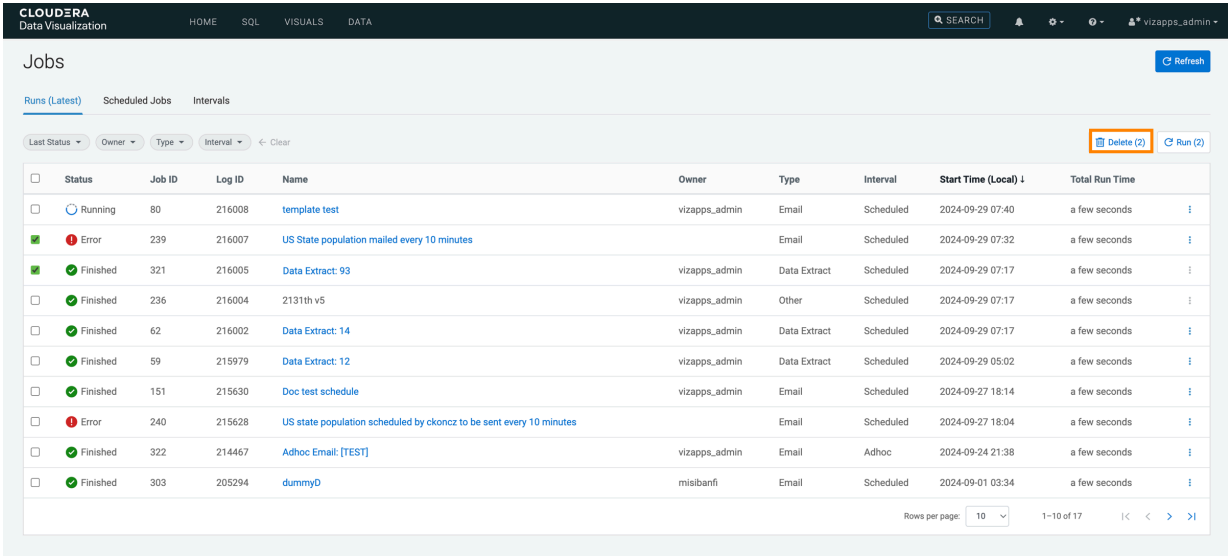 CLOUDERA
Data Visualization HOME SQL VISUALS DATA SEARCH vizapps_admin
Jobs Refresh
Runs (Latest) Scheduled Jobs Intervals
Last Status Owner Type Interval ← Clear Delete (2) Run (2)
Status Job ID Log ID Name Owner Type Interval Start Time (Local) ↓ Total Run Time
Running 80 216008 template test vizapps_admin Email Scheduled 2024-09-29 07:40 a few seconds
Error 239 216007 US State population mailed every 10 minutes Email Scheduled 2024-09-29 07:32 a few seconds
Finished 321 216005 Data Extract: 93 vizapps_admin Data Extract Scheduled 2024-09-29 07:17 a few seconds
Finished 236 216004 2131th v5 vizapps_admin Other Scheduled 2024-09-29 07:17 a few seconds
Finished 62 216002 Data Extract: 14 vizapps_admin Data Extract Scheduled 2024-09-29 07:17 a few seconds
Finished 59 215979 Data Extract: 12 vizapps_admin Data Extract Scheduled 2024-09-29 05:02 a few seconds
Finished 151 215630 Doc test schedule vizapps_admin Email Scheduled 2024-09-27 18:14 a few seconds
Error 240 215628 US state population scheduled by ckoncz to be sent every 10 minutes Email Scheduled 2024-09-27 18:04 a few seconds
Finished 322 214467 Adhoc Email: [TEST] vizapps_admin Email Adhoc 2024-09-24 21:38 a few seconds
Finished 303 205294 dummyD misibanfi Email Scheduled 2024-09-01 03:34 a few seconds
Rows per page: 10 1–10 of 17